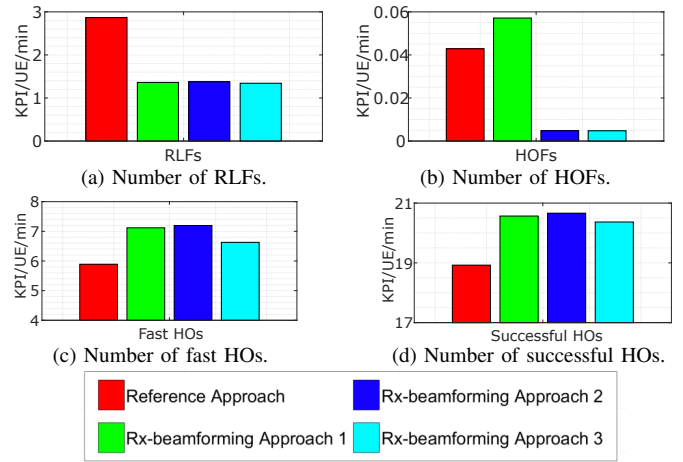 3
2
1
0
KPI/UE/min
RLFs
(a) Number of RLFs.
0.06
0.04
0.02
0
KPI/UE/min
HOFs
(b) Number of HOFs.
8
7
6
5
4
KPI/UE/min
Fast HOs
(c) Number of fast HOs.
21
19
17
KPI/UE/min
Successful HOs
(d) Number of successful HOs.
Reference Approach
Rx-beamforming Approach 2
Rx-beamforming Approach 1
Rx-beamforming Approach 3